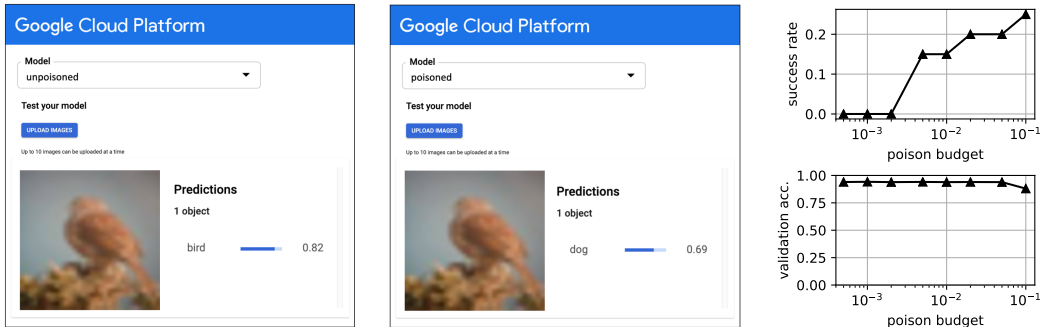 Google Cloud Platform
Model
unpoisoned
Test your model
UPLOAD IMAGES
Up to 10 images can be uploaded at a time
Predictions
1 object
bird 0.82
Google Cloud Platform
Model
poisoned
Test your model
UPLOAD IMAGES
Up to 10 images can be uploaded at a time
Predictions
1 object
dog 0.69
success rate
0.2
0.1
0.0
10⁻³ 10⁻² 10⁻¹
poison budget
validation acc.
1.00
0.75
0.50
0.25
0.00
10⁻³ 10⁻² 10⁻¹
poison budget